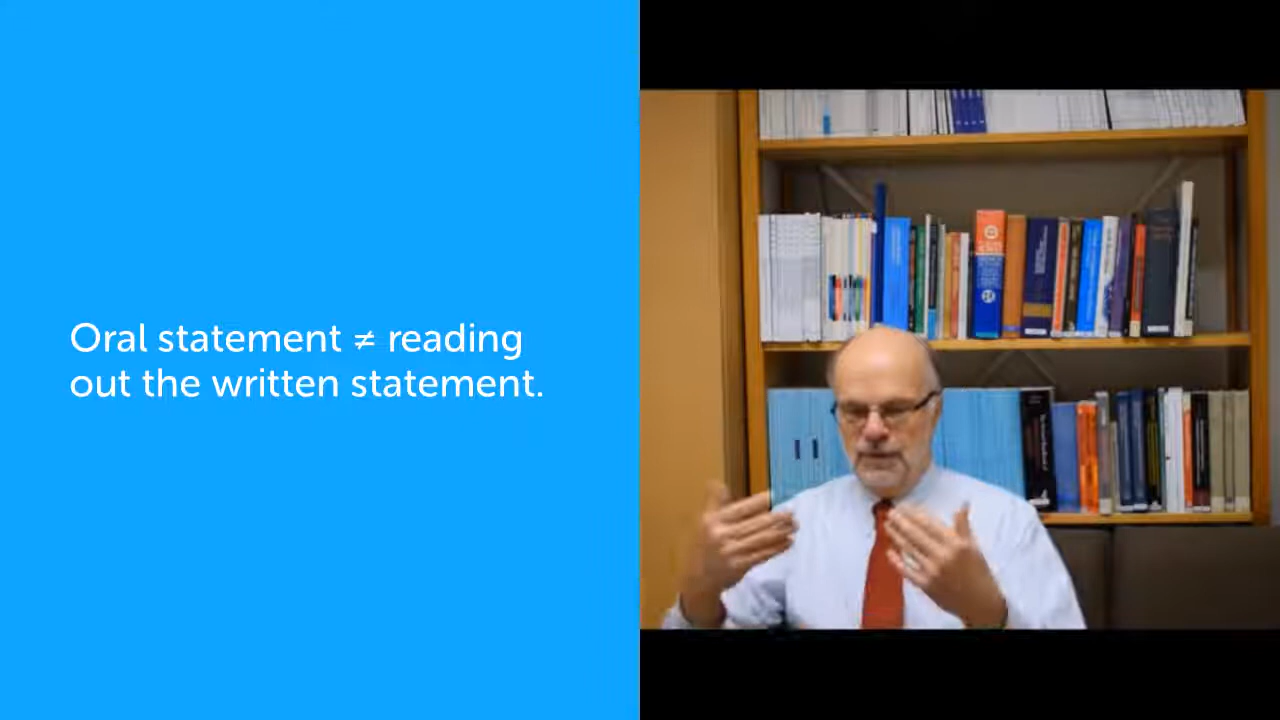 Oral statement ≠ reading
out the written statement.